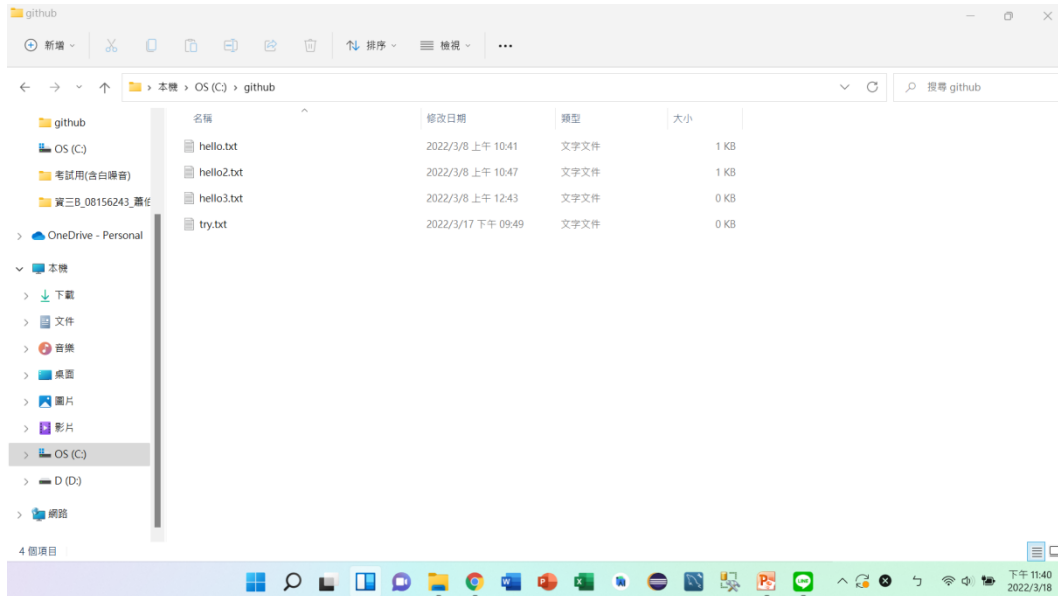 github
新增
排序
檢視
本機 > OS (C:) > github
搜尋 github
名稱 修改日期 類型 大小
hello.txt 2022/3/8 上午 10:41 文字文件 1 KB
hello2.txt 2022/3/8 上午 10:47 文字文件 1 KB
hello3.txt 2022/3/8 上午 12:43 文字文件 0 KB
try.txt 2022/3/17 下午 09:49 文字文件 0 KB
github
OS (C:)
考試用(含白噪音)
資三B_08156243_蕭
OneDrive - Personal
本機
下載
文件
音樂
桌面
圖片
影片
OS (C:)
D (D:)
網路
4 個項目
下午 11:40
2022/3/18